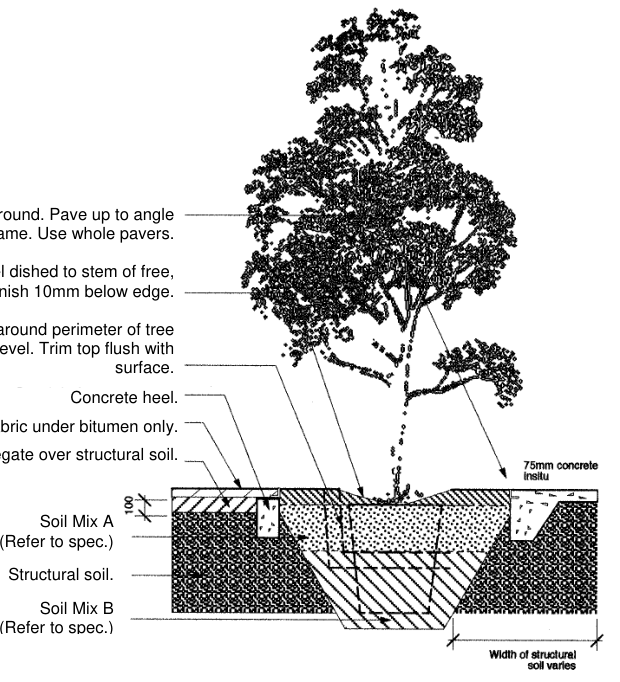 round. Pave up to angle
ame. Use whole pavers.
el dished to stem of free,
nish 10mm below edge.
around perimeter of tree
evel. Trim top flush with
surface.
Concrete heel.
bric under bitumen only.
egate over structural soil.
75mm concrete
insitu
100
Soil Mix A
(Refer to spec.)
Structural soil.
Soil Mix B
(Refer to spec.)
Width of structural
soil varies